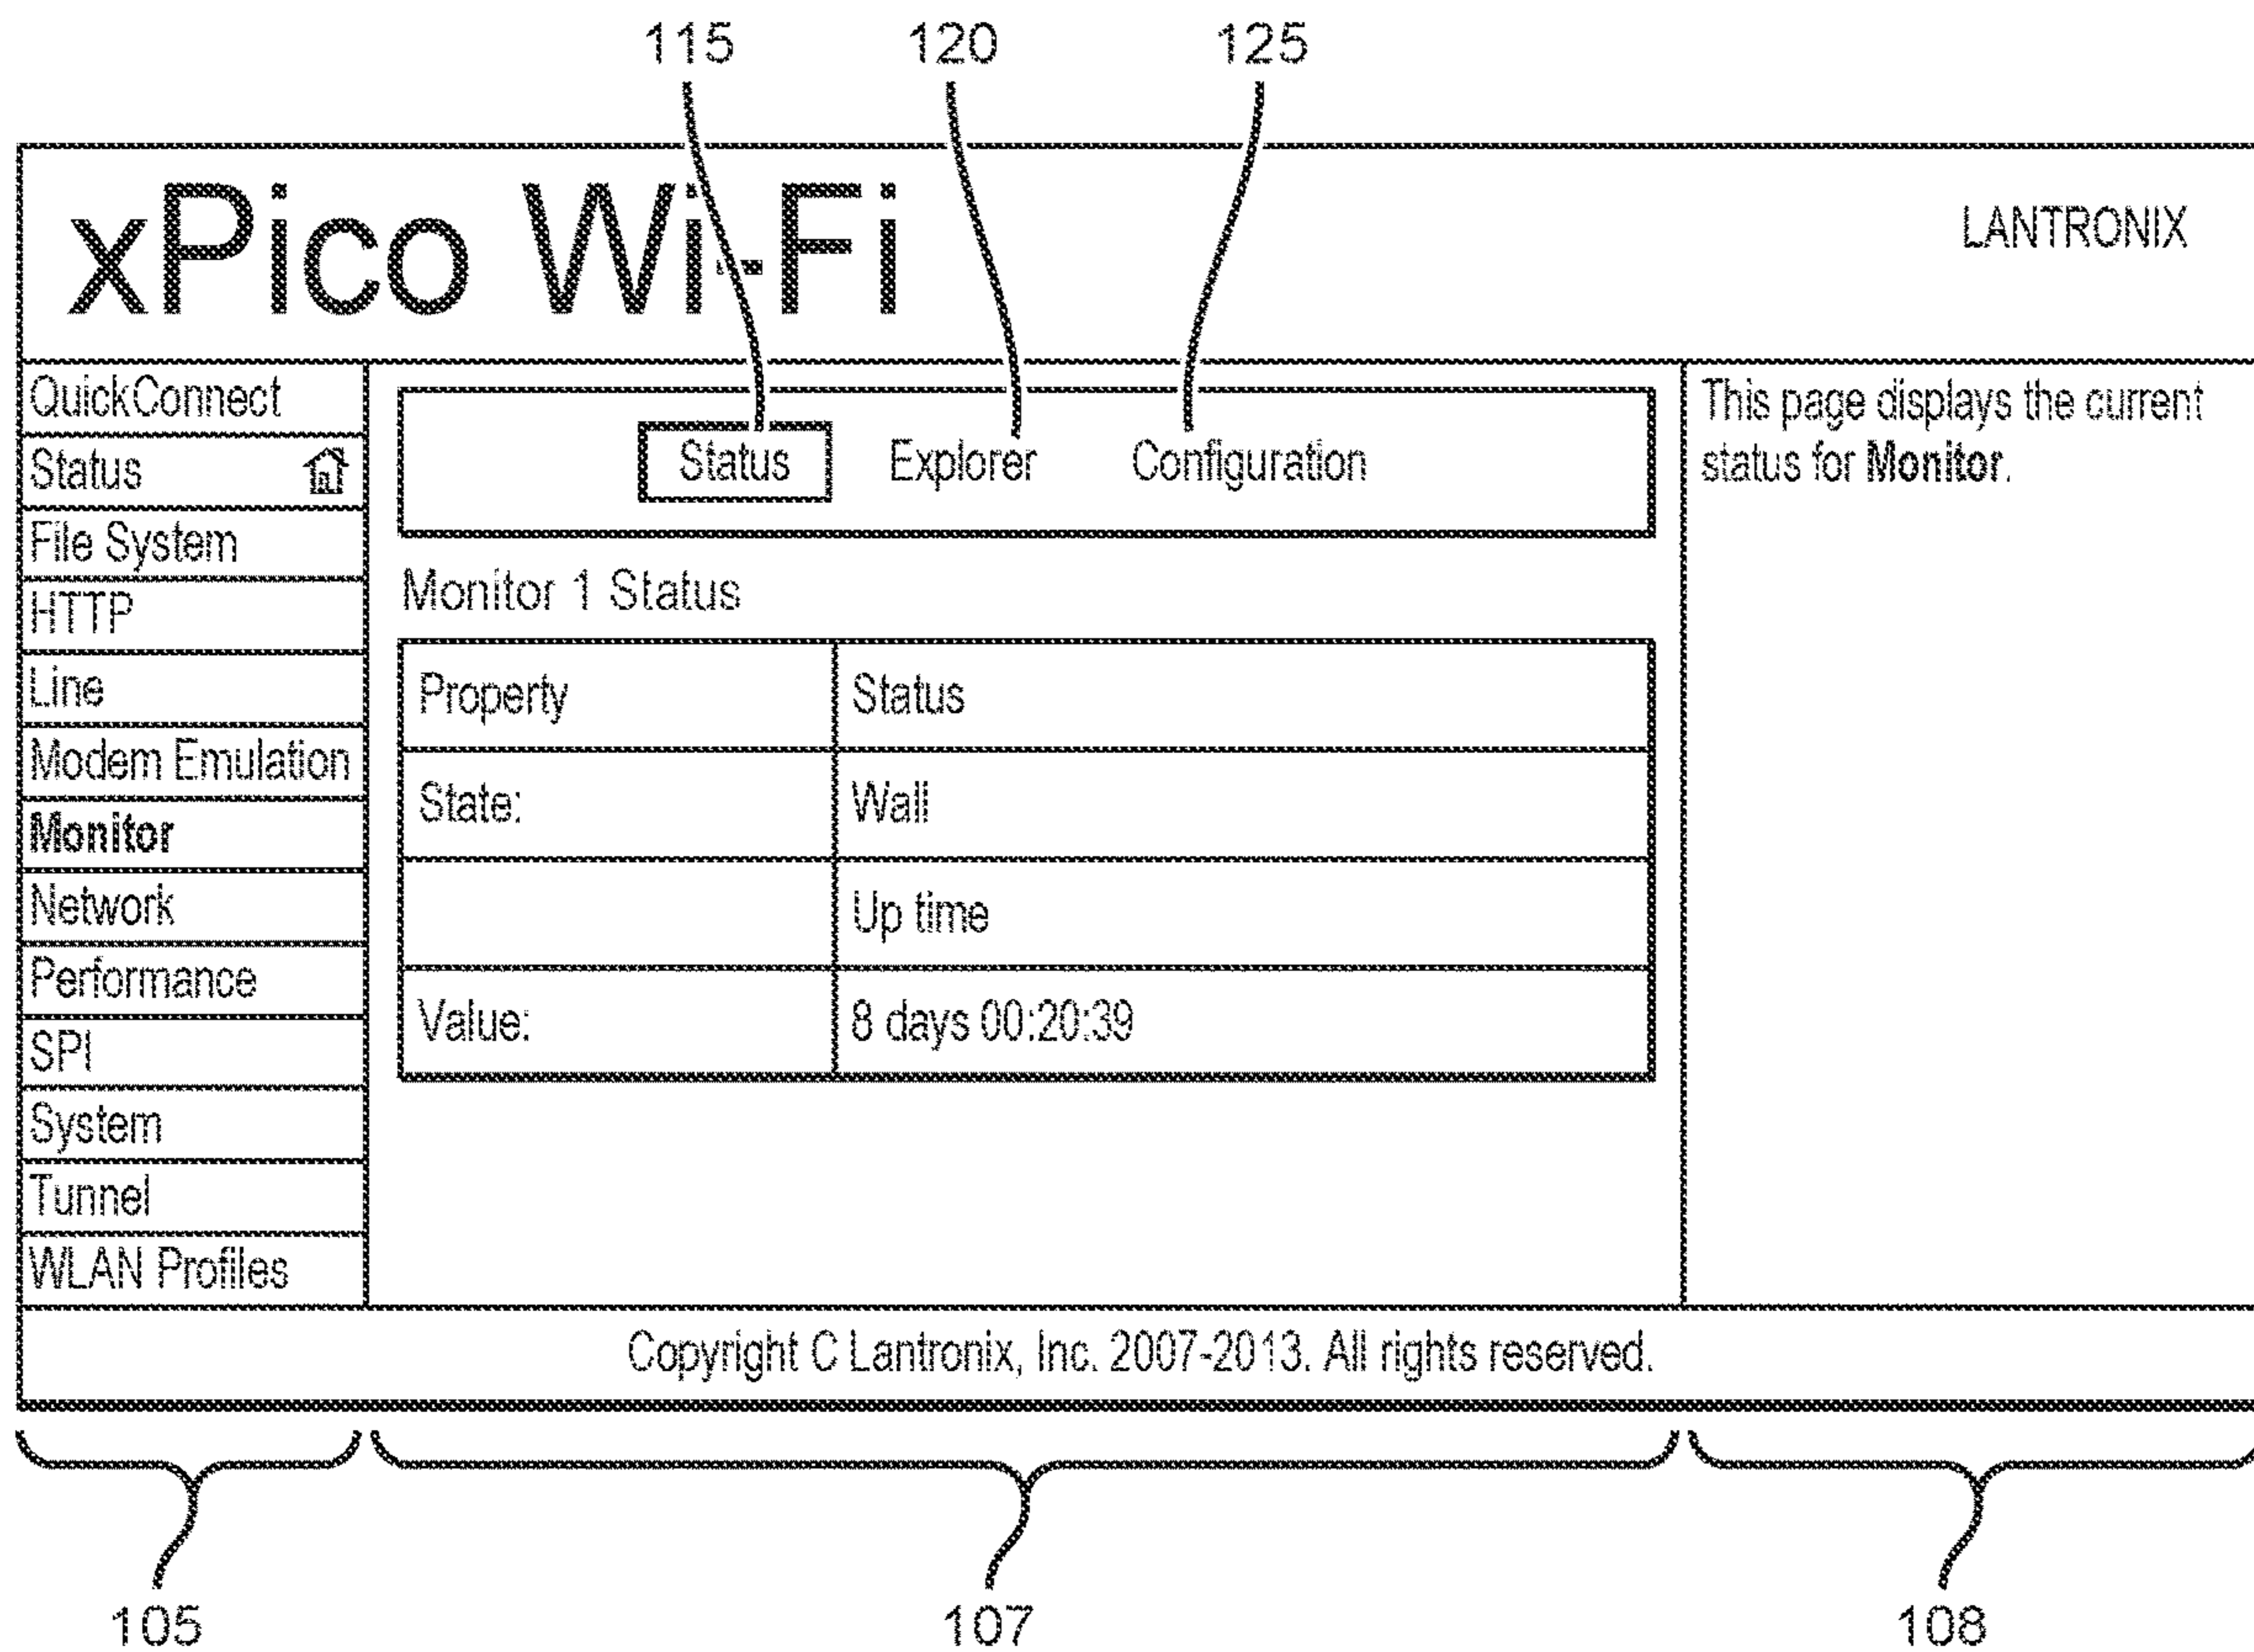 115 120 125
xPico Wi-Fi
LANTRONIX
QuickConnect
Status
File System
HTTP
Line
Modem Emulation
Monitor
Network
Performance
SPI
System
Tunnel
WLAN Profiles
Status Explorer Configuration
Monitor 1 Status
Property Status
State: Wall
Up time
Value: 8 days 00:20:39
This page displays the current
status for Monitor.
Copyright C Lantronix, Inc. 2007-2013. All rights reserved.
105 107 108